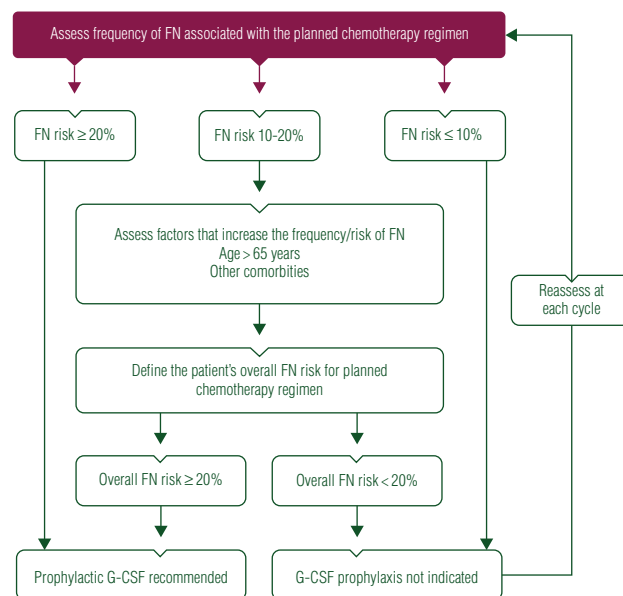 Assess frequency of FN associated with the planned chemotherapy regimen
FN risk ≥ 20%
FN risk 10-20%
FN risk ≤ 10%
Assess factors that increase the frequency/risk of FN
Age > 65 years
Other comorbities
Reassess at
each cycle
Define the patient's overall FN risk for planned
chemotherapy regimen
Overall FN risk ≥ 20%
Overall FN risk < 20%
Prophylactic G-CSF recommended
G-CSF prophylaxis not indicated